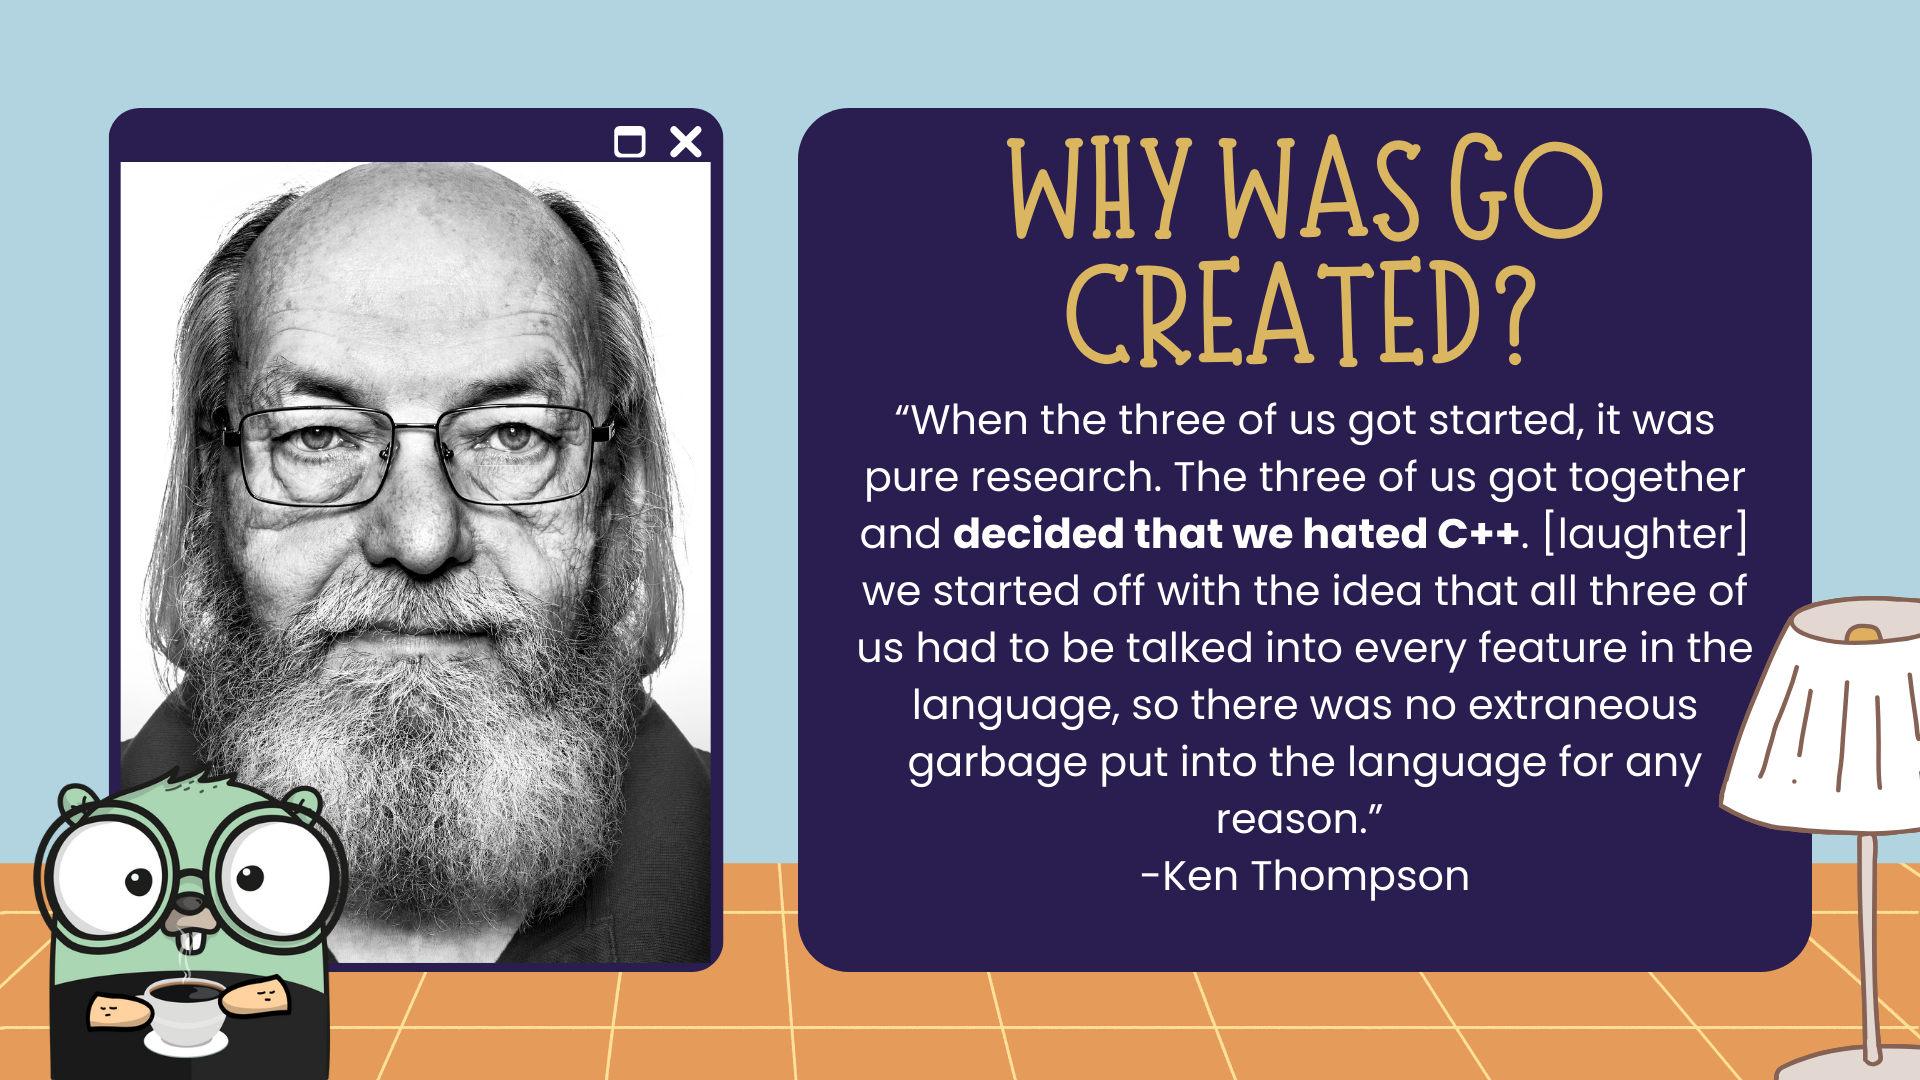 WHY WAS GO
CREATED?
“When the three of us got started, it was
pure research. The three of us got together
and decided that we hated C++. [laughter]
we started off with the idea that all three of
us had to be talked into every feature in the
language, so there was no extraneous
garbage put into the language for any
reason.”
-Ken Thompson